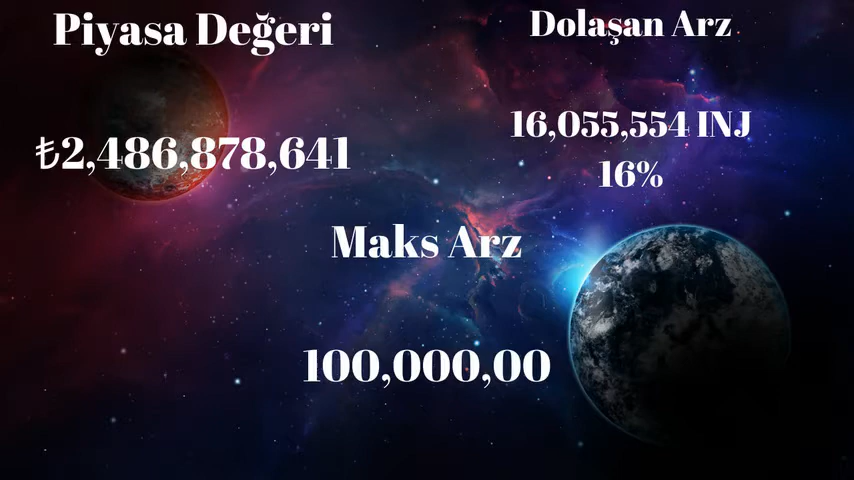 Piyasa Değeri
₺2,486,878,641
Dolaşan Arz
16,055,554 INJ
16%
Maks Arz
100,000,00